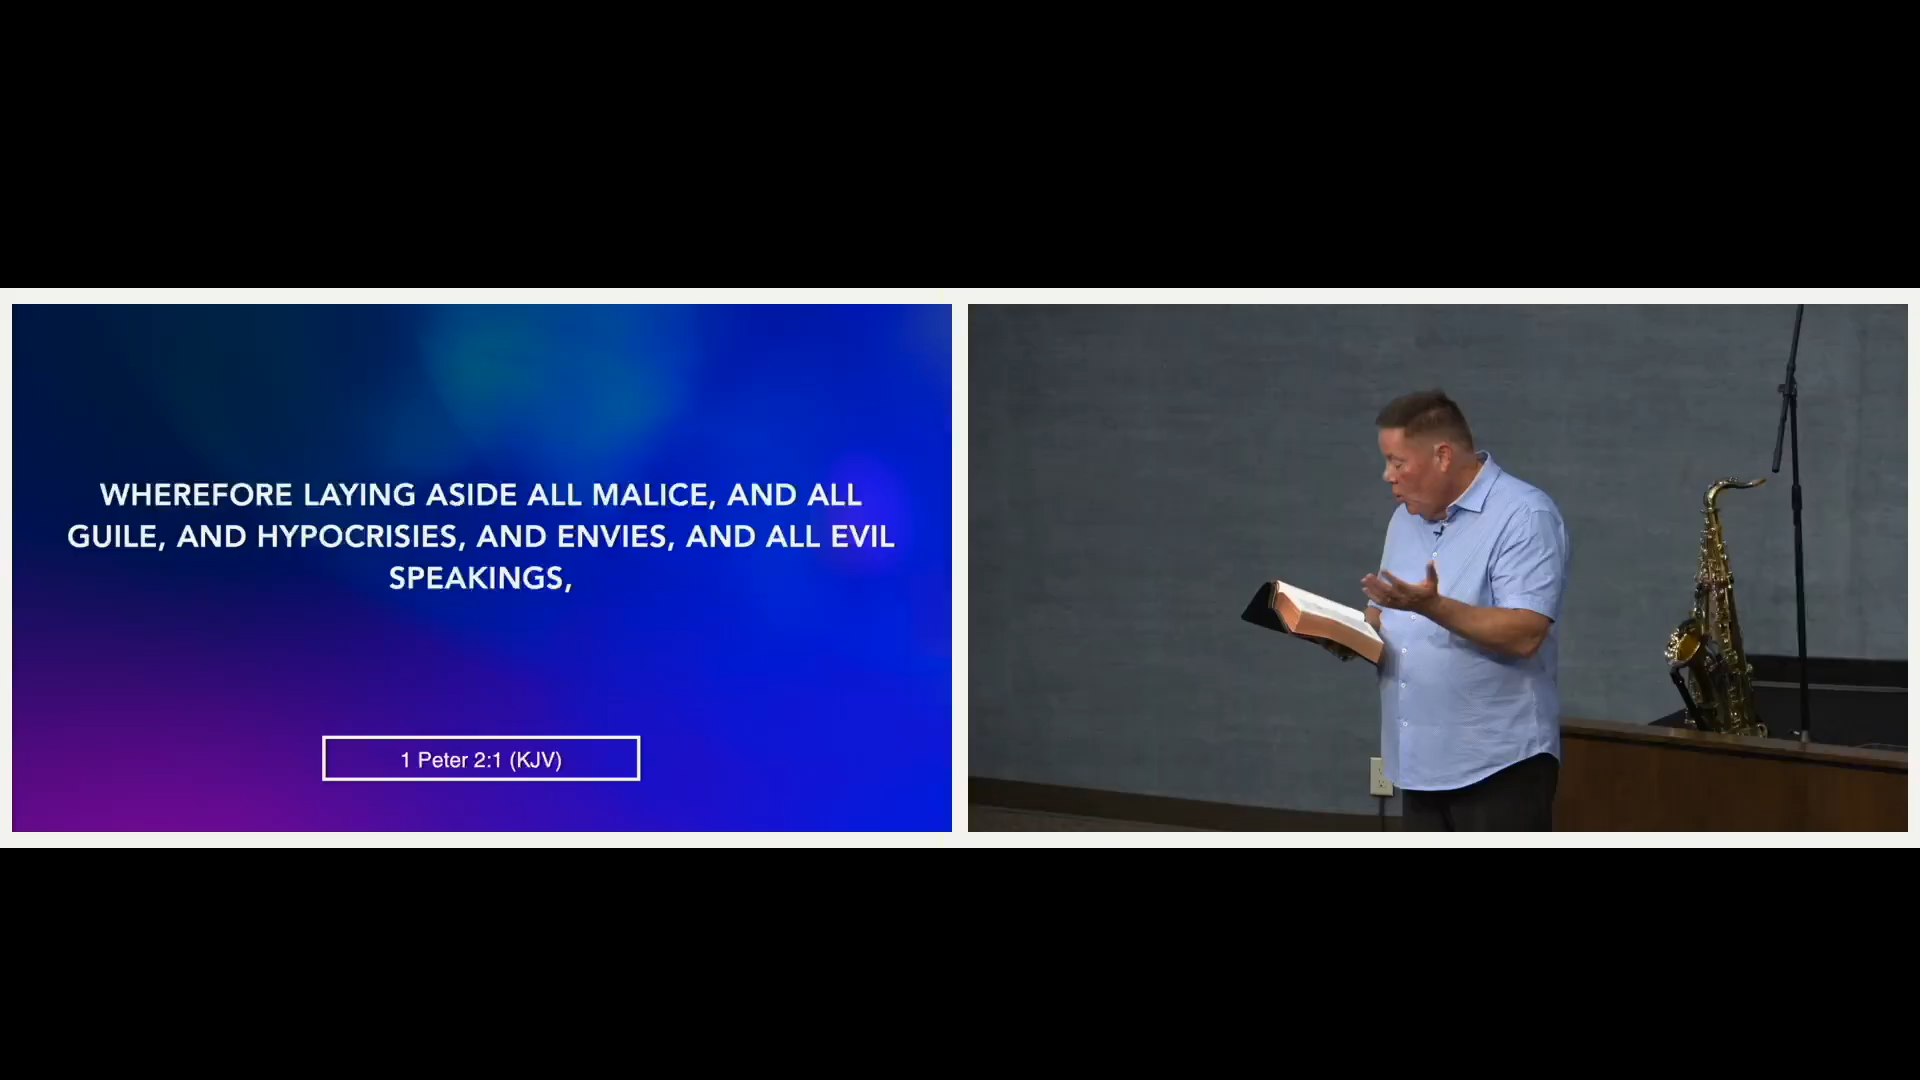 WHEREFORE LAYING ASIDE ALL MALICE, AND ALL
GUILE, AND HYPOCRISIES, AND ENVIES, AND ALL EVIL
SPEAKINGS,
1 Peter 2:1 (KJV)